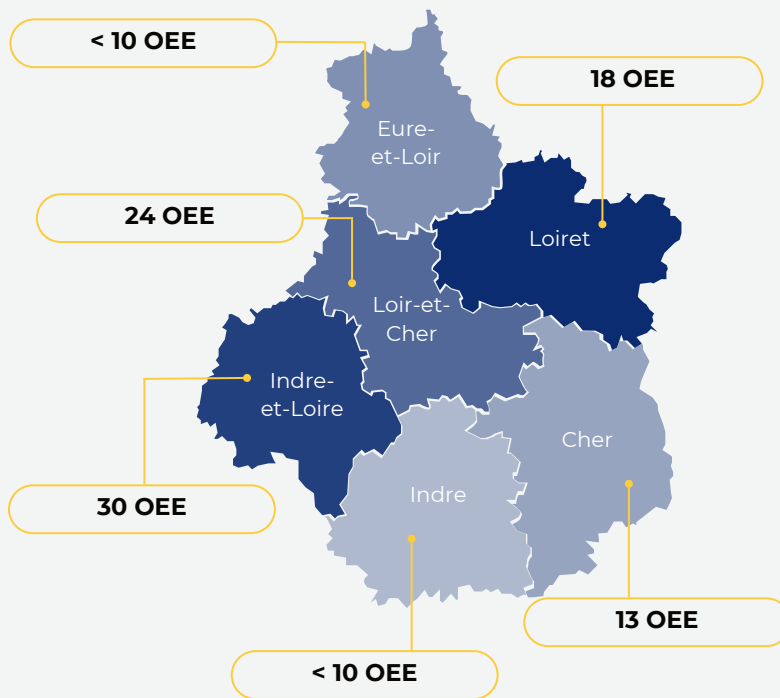 < 10 OEE
18 OEE
Eure-
et-Loir
24 OEE
Loiret
Loir-et-
Cher
Indre-
et-Loire
Cher
30 OEE
Indre
13 OEE
< 10 OEE